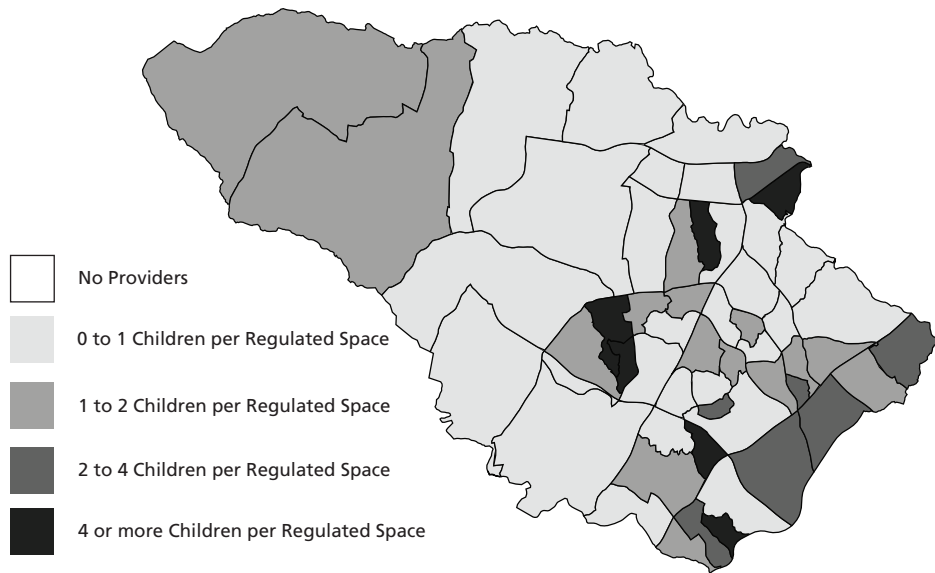 No Providers
0 to 1 Children per Regulated Space
1 to 2 Children per Regulated Space
2 to 4 Children per Regulated Space
4 or more Children per Regulated Space